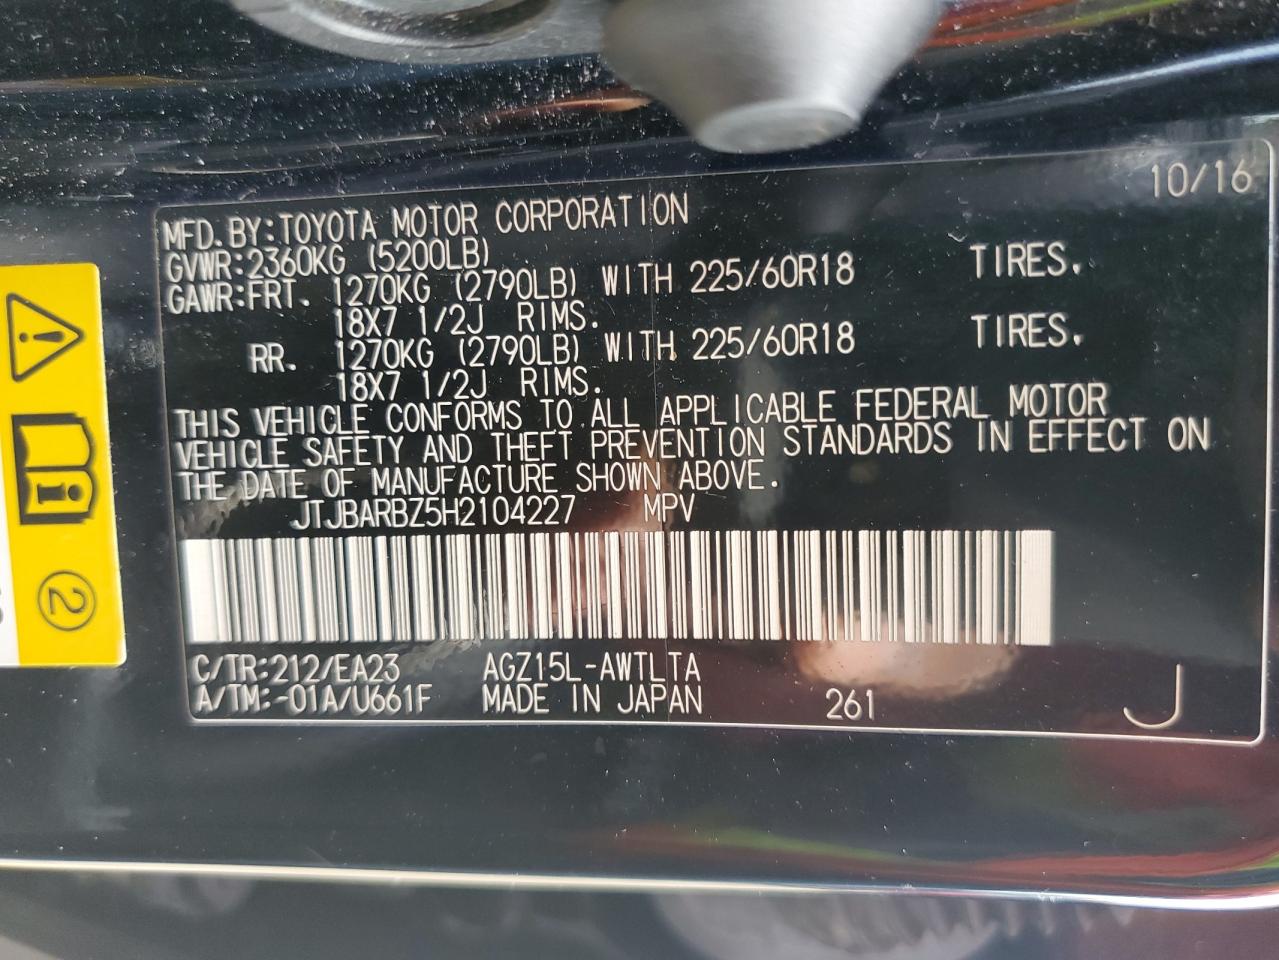 10/16
MFD.BY:TOYOTA MOTOR CORPORATION
GVWR:2360KG (5200LB)
GAWR:FRT. 1270KG (2790LB) WITH 225/60R18 TIRES.
18X7 1/2J RIMS.
RR. 1270KG (2790LB) WITH 225/60R18 TIRES.
18X7 1/2J RIMS.
THIS VEHICLE CONFORMS TO ALL APPLICABLE FEDERAL MOTOR
VEHICLE SAFETY AND THEFT PREVENTION STANDARDS IN EFFECT ON
THE DATE OF MANUFACTURE SHOWN ABOVE.
JTJBARBZ5H2104227 MPV
C/TR:212/EA23 AGZ15L-AWTLTA
A/TM:-01A/U661F MADE IN JAPAN 261 J
2